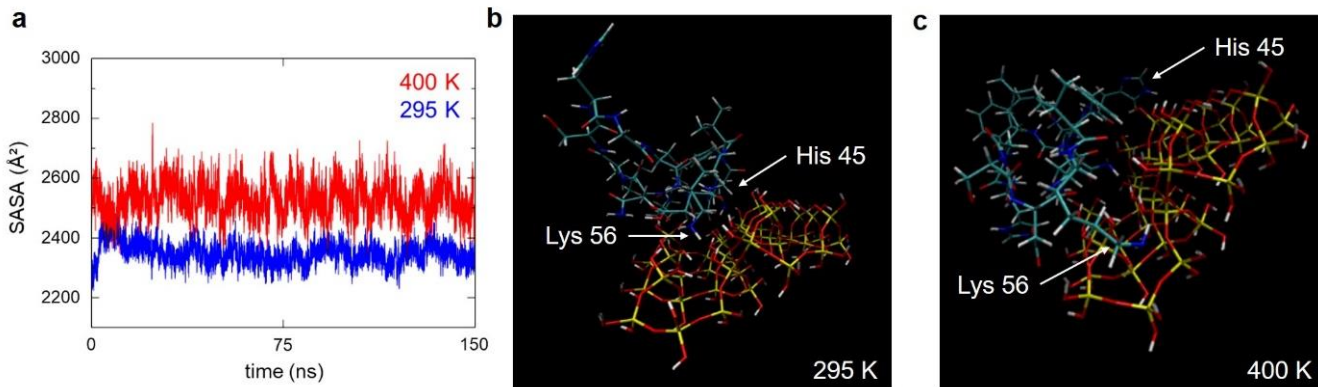 a
3000
2800
2600
2400
2200
SASA (Å²)
400 K
295 K
0
75
150
time (ns)
b
His 45
Lys 56
295 K
c
His 45
Lys 56
400 K